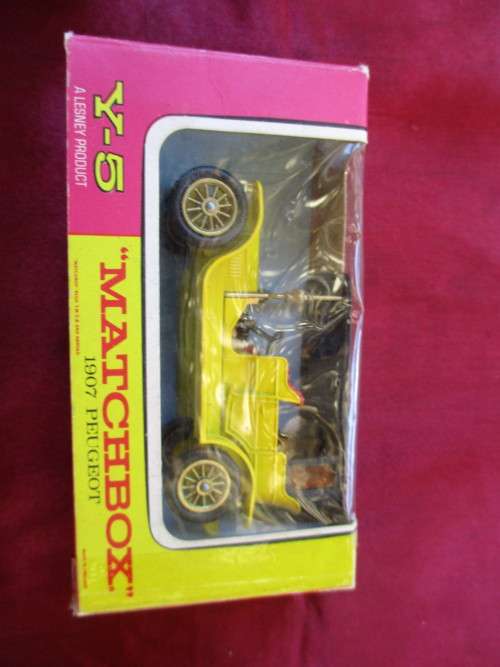 Y-5
A LESNEY PRODUCT
"MATCHBOX"
1907 PEUGEOT